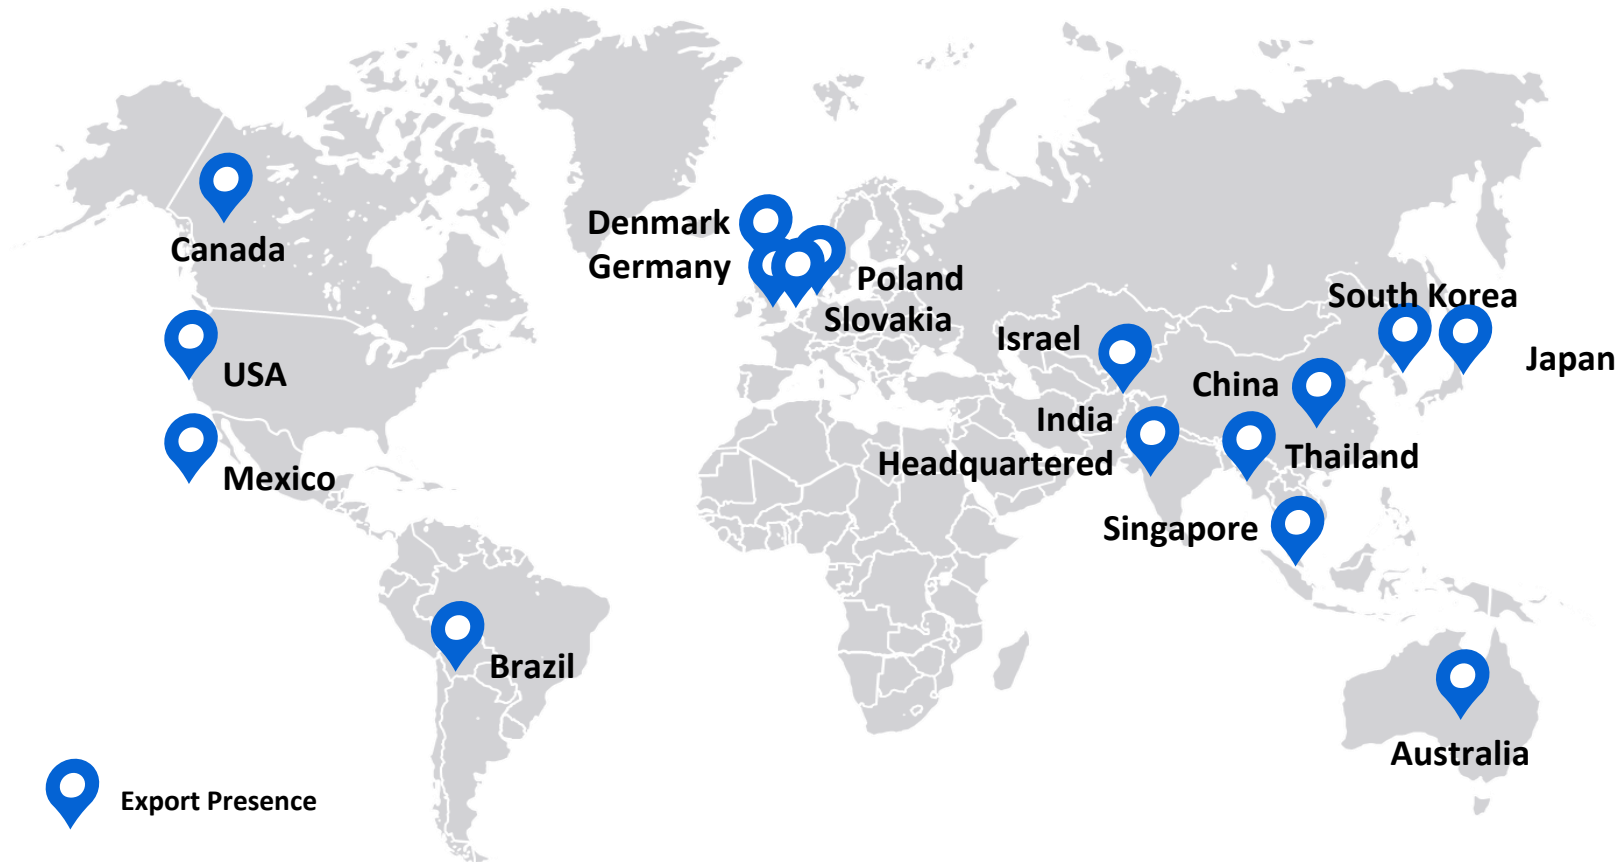 Canada
USA
Mexico
Brazil
Denmark
Germany
Poland
Slovakia
Israel
India
Headquartered
South Korea
Japan
China
Thailand
Singapore
Australia
Export Presence